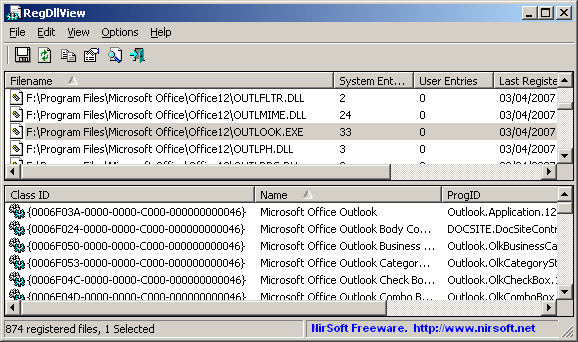 RegDllView
File Edit View Options Help
Filename System Ent... User Entries Last Registe
F:\Program Files\Microsoft Office\Office12\OUTLFLTR.DLL 2 0 03/04/2007
F:\Program Files\Microsoft Office\Office12\OUTLMIME.DLL 24 0 03/04/2007
F:\Program Files\Microsoft Office\Office12\OUTLOOK.EXE 33 0 03/04/2007
F:\Program Files\Microsoft Office\Office12\OUTLPH.DLL 3 0 03/04/2007
Class ID Name ProgID
{0006F03A-0000-0000-C000-000000000046} Microsoft Office Outlook Outlook.Application.12
{0006F024-0000-0000-C000-000000000046} Microsoft Outlook Body Co... DOCSITE.DocSiteContr
{0006F050-0000-0000-C000-000000000046} Microsoft Outlook Business ... Outlook.OlkBusinessCa
{0006F053-0000-0000-C000-000000000046} Microsoft Outlook Categor... Outlook.OlkCategorySt
{0006F04C-0000-0000-C000-000000000046} Microsoft Outlook Check Bo... Outlook.OlkCheckBox.
{0006F04D-0000-0000-C000-000000000046} Microsoft Outlook Combo B... Outlook.OlkComboBox
874 registered files, 1 Selected NirSoft Freeware. http://www.nirsoft.net